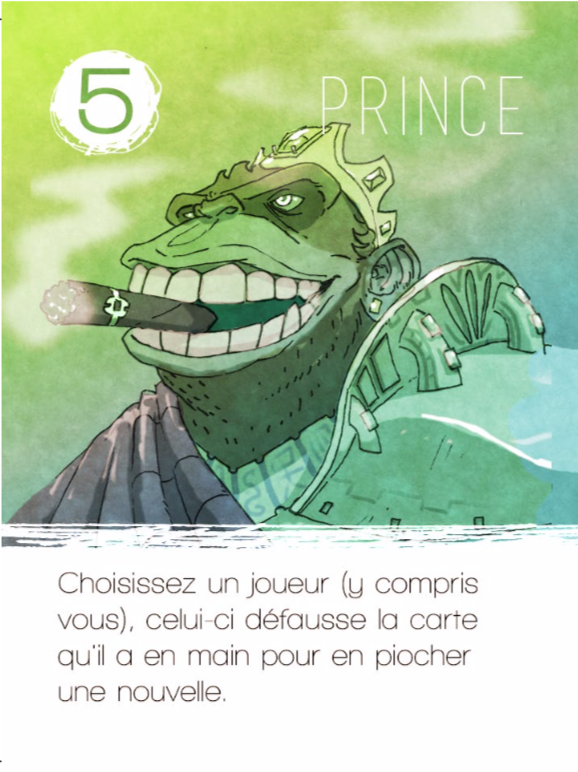 5
PRINCE
Choisissez un joueur (y compris
vous), celui-ci défausse la carte
qu'il a en main pour en piocher
une nouvelle.